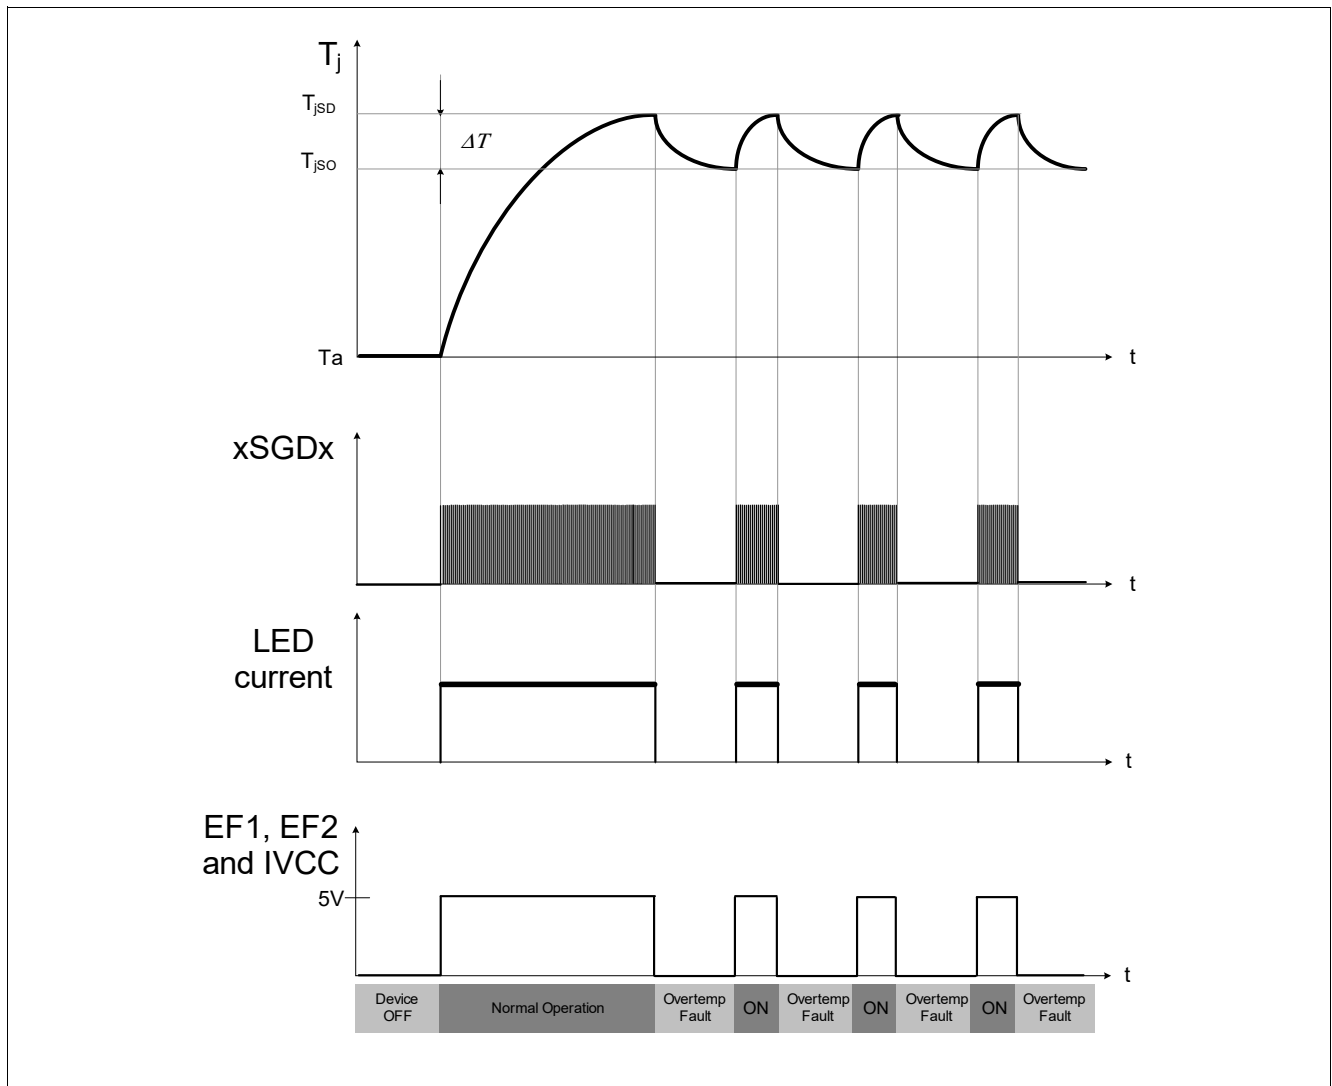 Tj
TjSD
ΔT
TjSO
Ta
t
xSGDx
t
LED
current
t
EF1, EF2
and IVCC
5V
t
Device
OFF
Normal Operation
Overtemp
Fault
ON
Overtemp
Fault
ON
Overtemp
Fault
ON
Overtemp
Fault